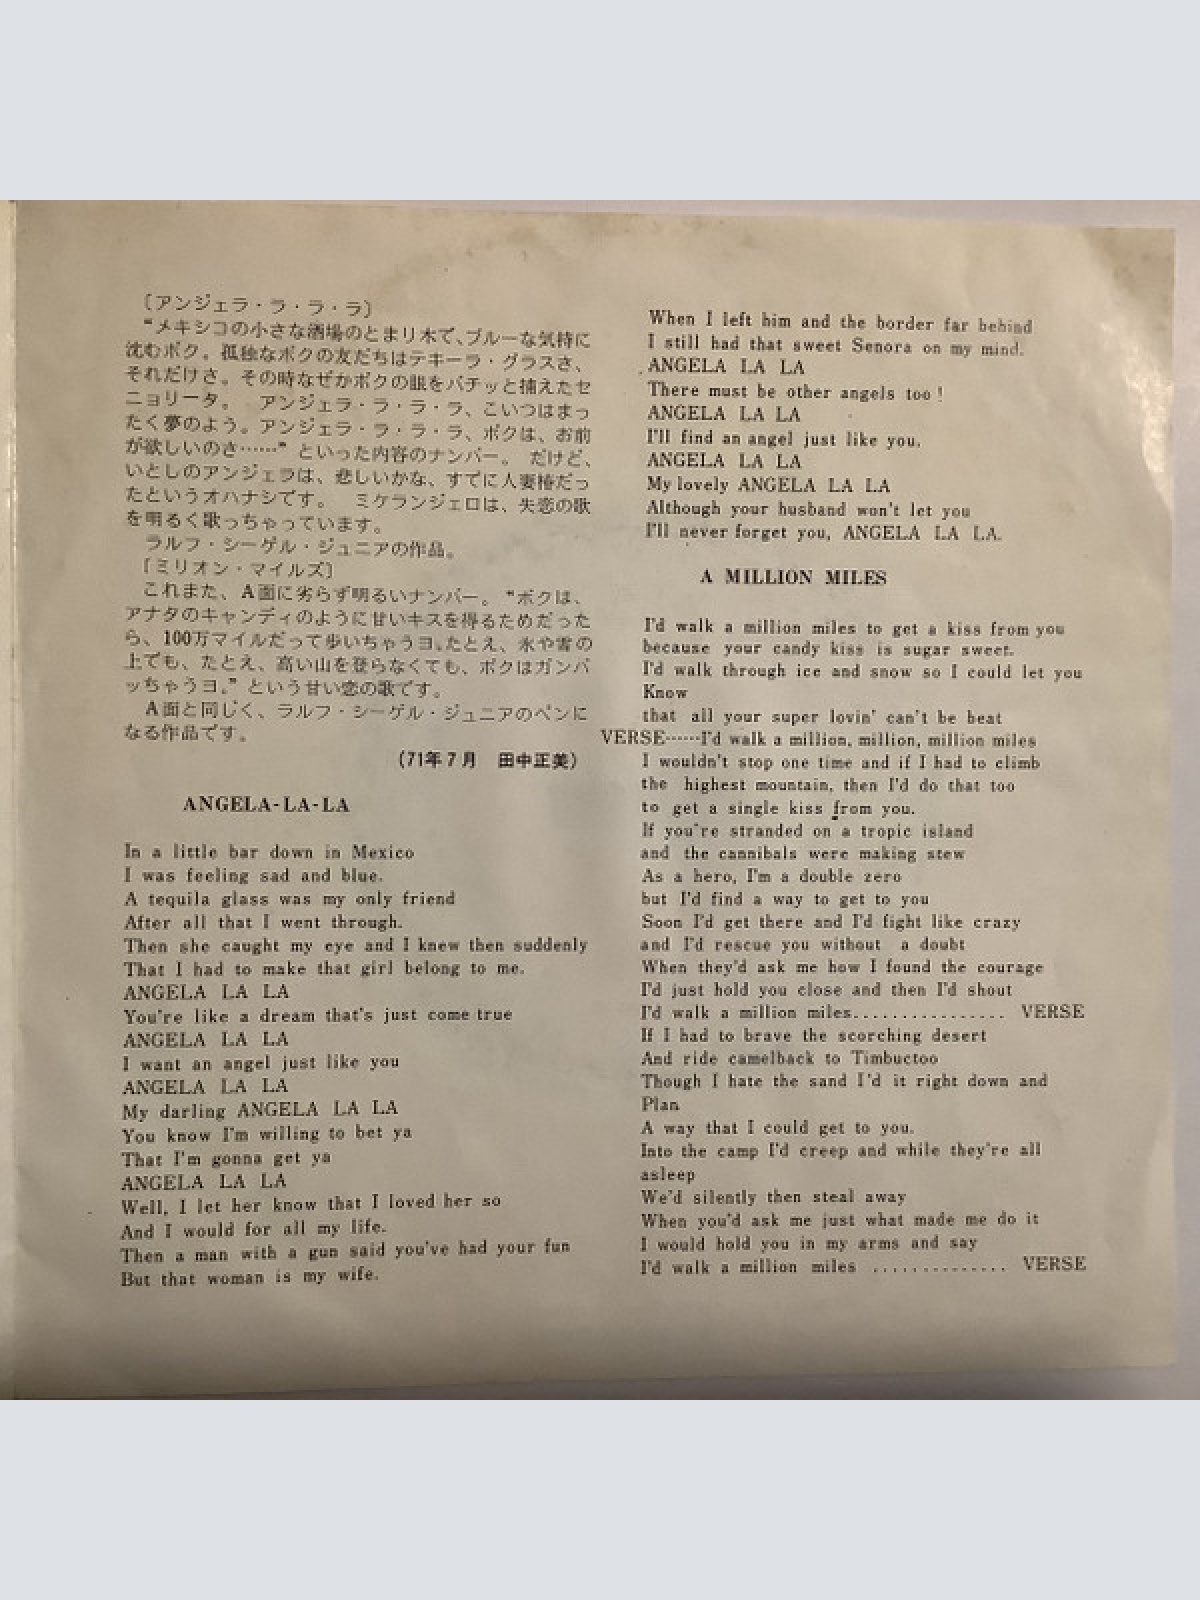 〔アンジェラ・ラ・ラ・ラ〕
“メキシコの小さな酒場のとまり木で、ブルーな気持に
沈むボク。孤独なボクの友だちはテキーラ・グラスさ、
それだけさ。その時なぜかボクの眼をパチッと捕えたセ
ニョリータ。 アンジェラ・ラ・ラ・ラ、こいつはまっ
たく夢のよう。アンジェラ・ラ・ラ・ラ、ボクは、お前
が欲しいのさ……” といった内容のナンバー。 だけど、
いとしのアンジェラは、悲しいかな、すでに人妻椿だっ
たというオハナシです。 ミケランジェロは、失恋の歌
を明るく歌っちゃっています。
ラルフ・シーゲル・ジュニアの作品。
〔ミリオン・マイルズ〕
これまた、A面に劣らず明るいナンバー。“ボクは、
アナタのキャンディのように甘いキスを得るためだった
ら、100万マイルだって歩いちゃうヨ。たとえ、氷や雪の
上でも、たとえ、高い山を登らなくても、ボクはガンバ
ッちゃうヨ。” という甘い恋の歌です。
A面と同じく、ラルフ・シーゲル・ジュニアのペンに
なる作品です。
(71年7月 田中正美)
ANGELA-LA-LA
In a little bar down in Mexico
I was feeling sad and blue.
A tequila glass was my only friend
After all that I went through.
Then she caught my eye and I knew then suddenly
That I had to make that girl belong to me.
ANGELA LA LA
You're like a dream that's just come true
ANGELA LA LA
I want an angel just like you
ANGELA LA LA
My darling ANGELA LA LA
You know I'm willing to bet ya
That I'm gonna get ya
ANGELA LA LA
Well, I let her know that I loved her so
And I would for all my life.
Then a man with a gun said you've had your fun
But that woman is my wife.
When I left him and the border far behind
I still had that sweet Senora on my mind.
ANGELA LA LA
There must be other angels too!
ANGELA LA LA
I'll find an angel just like you.
ANGELA LA LA
My lovely ANGELA LA LA
Although your husband won't let you
I'll never forget you, ANGELA LA LA.
A MILLION MILES
I'd walk a million miles to get a kiss from you
because your candy kiss is sugar sweet.
I'd walk through ice and snow so I could let you
Know
that all your super lovin' can't be beat
VERSE……I'd walk a million, million, million miles
I wouldn't stop one time and if I had to climb
the highest mountain, then I'd do that too
to get a single kiss from you.
If you're stranded on a tropic island
and the cannibals were making stew
As a hero, I'm a double zero
but I'd find a way to get to you
Soon I'd get there and I'd fight like crazy
and I'd rescue you without a doubt
When they'd ask me how I found the courage
I'd just hold you close and then I'd shout
I'd walk a million miles................ VERSE
If I had to brave the scorching desert
And ride camelback to Timbuctoo
Though I hate the sand I'd it right down and
Plan
A way that I could get to you.
Into the camp I'd creep and while they're all
asleep
We'd silently then steal away
When you'd ask me just what made me do it
I would hold you in my arms and say
I'd walk a million miles .............. VERSE